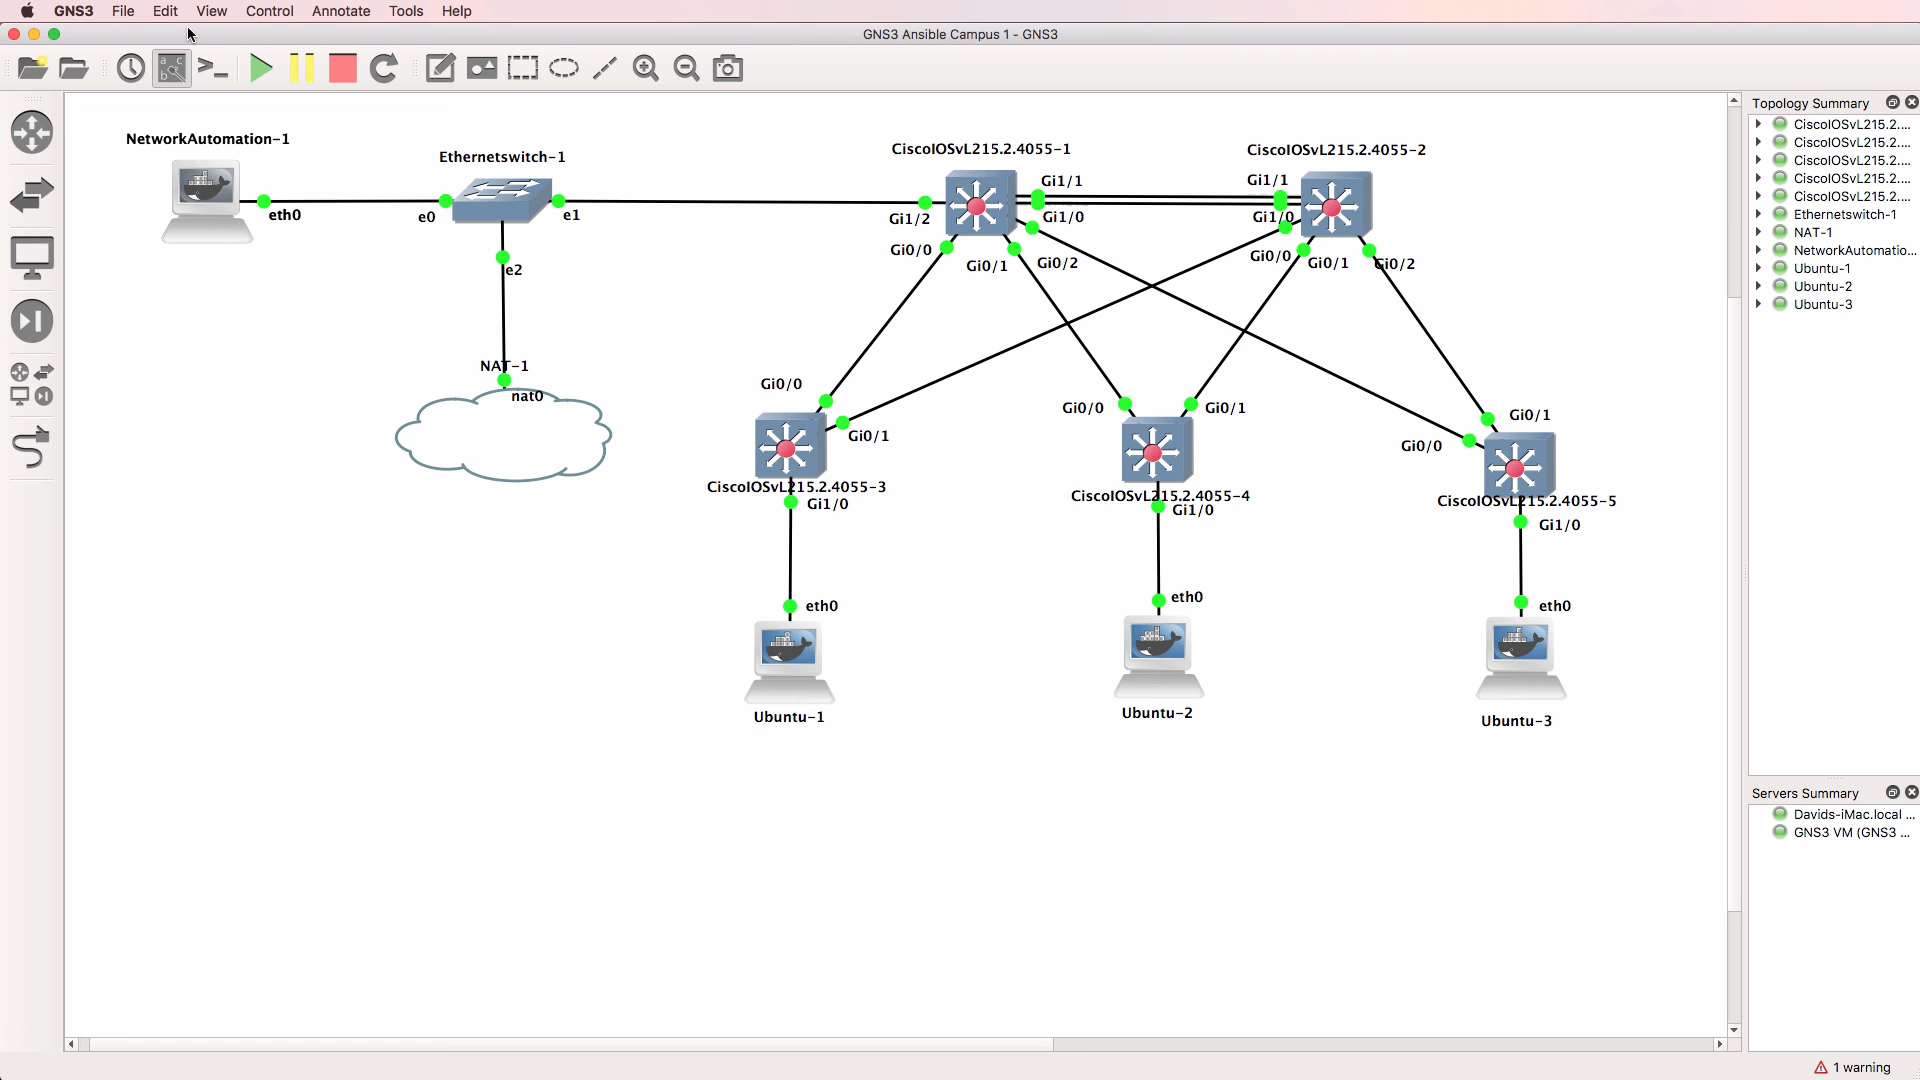 GNS3 File Edit View Control Annotate Tools Help
GNS3 Ansible Campus 1 - GNS3
NetworkAutomation-1
eth0
Ethernetswitch-1
e0
e1
e2
NAT-1
nat0
CiscoIOSvL215.2.4055-1
Gi1/1
Gi1/0
Gi1/2
Gi0/0
Gi0/1
Gi0/2
CiscoIOSvL215.2.4055-2
Gi1/1
Gi1/0
Gi0/0
Gi0/1
Gi0/2
Gi0/0
Gi0/1
CiscoIOSvL215.2.4055-3
Gi1/0
eth0
Ubuntu-1
Gi0/0
Gi0/1
CiscoIOSvL215.2.4055-4
Gi1/0
eth0
Ubuntu-2
Gi0/1
Gi0/0
CiscoIOSvL215.2.4055-5
Gi1/0
eth0
Ubuntu-3
Topology Summary
CiscoIOSvL215.2....
CiscoIOSvL215.2....
CiscoIOSvL215.2....
CiscoIOSvL215.2....
CiscoIOSvL215.2....
Ethernetswitch-1
NAT-1
NetworkAutomatio...
Ubuntu-1
Ubuntu-2
Ubuntu-3
Servers Summary
Davids-iMac.local ...
GNS3 VM (GNS3 ...
1 warning